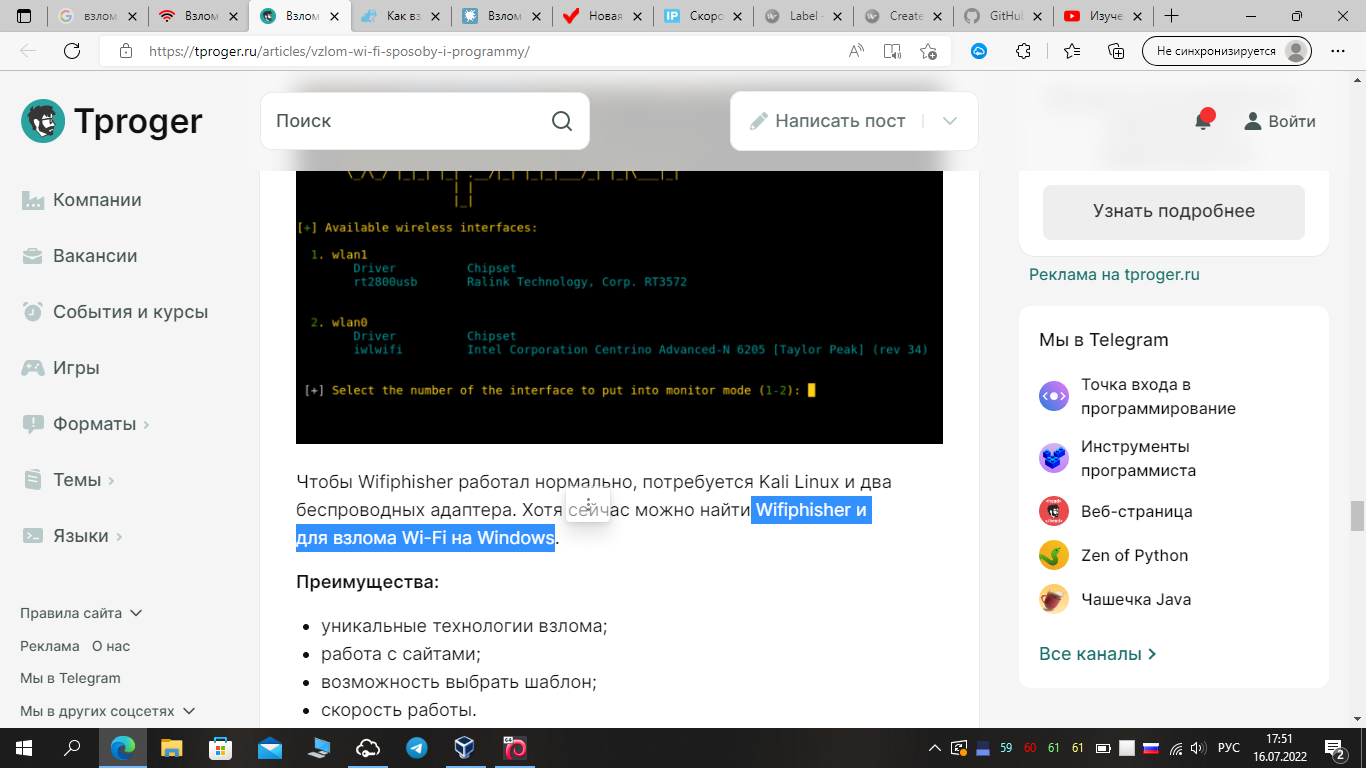 взлом
Взлом
Взлом
Как вз
Взлом
Новая
Скоро
Label
Create
GitHu
Изуче
https://tproger.ru/articles/vzlom-wi-fi-sposoby-i-programmy/
Не синхронизируется
Tproger
Поиск
Написать пост
Войти
Компании
Вакансии
События и курсы
Игры
Форматы
Темы
Языки
Правила сайта
Реклама О нас
Мы в Telegram
Мы в других соцсетях
[+] Available wireless interfaces:
1. wlan1
Driver Chipset
rt2800usb Ralink Technology, Corp. RT3572
2. wlan0
Driver Chipset
iwlwifi Intel Corporation Centrino Advanced-N 6205 [Taylor Peak] (rev 34)
[+] Select the number of the interface to put into monitor mode (1-2):
Чтобы Wifiphisher работал нормально, потребуется Kali Linux и два
беспроводных адаптера. Хотя сейчас можно найти Wifiphisher и
для взлома Wi-Fi на Windows.
Преимущества:
• уникальные технологии взлома;
• работа с сайтами;
• возможность выбрать шаблон;
• скорость работы.
Узнать подробнее
Реклама на tproger.ru
Мы в Telegram
Точка входа в
программирование
Инструменты
программиста
Веб-страница
Zen of Python
Чашечка Java
Все каналы
59 60 61 61
РУС
17:51
16.07.2022
2